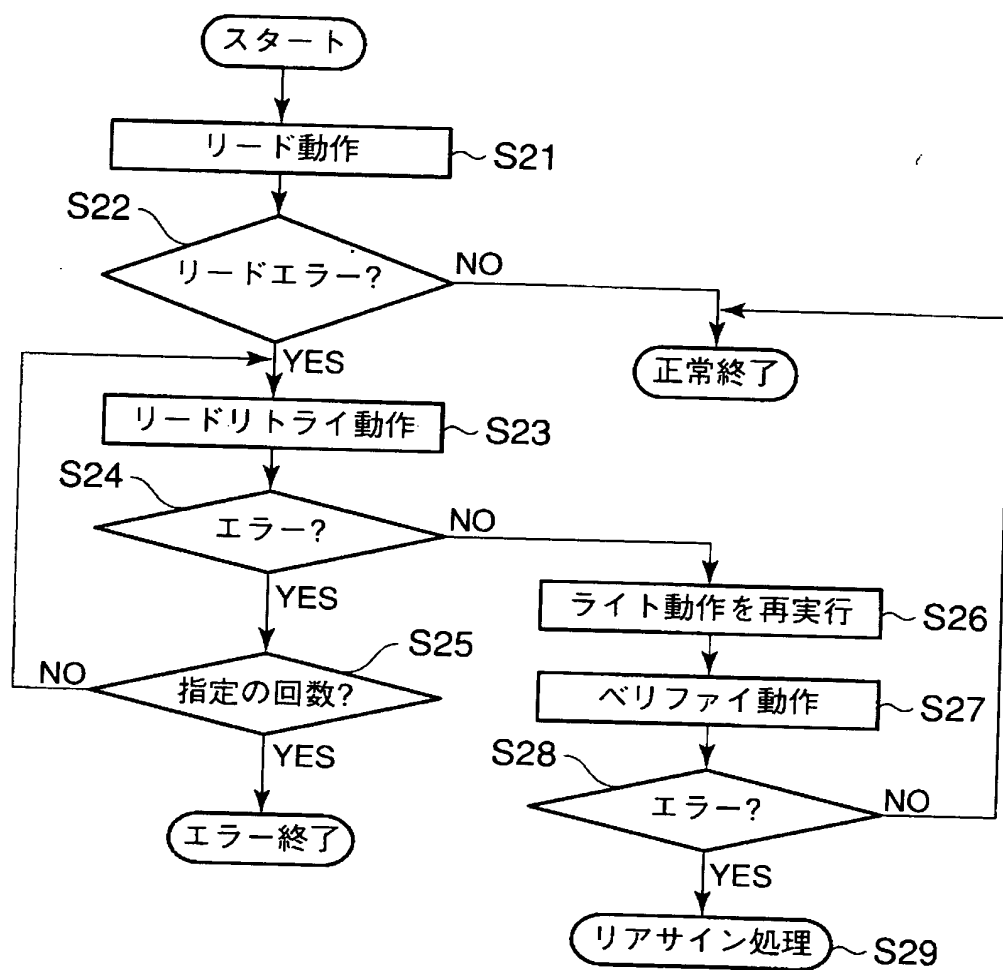 スタート
リード動作
S21
S22
リードエラー?
NO
YES
正常終了
リードリトライ動作
S23
S24
エラー?
NO
YES
ライト動作を再実行
S26
S25
指定の回数?
NO
YES
ベリファイ動作
S27
S28
エラー?
NO
YES
エラー終了
リアサイン処理
S29